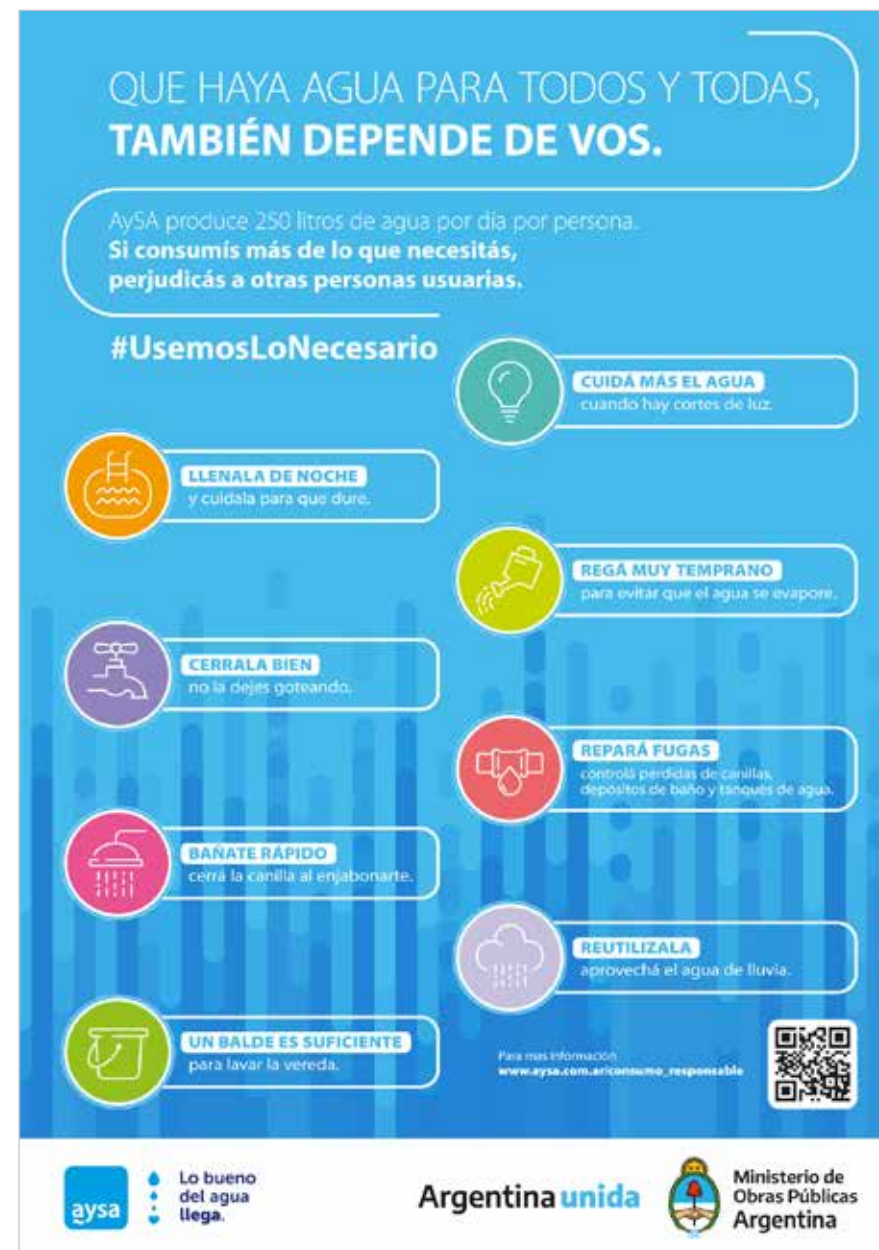 QUE HAYA AGUA PARA TODOS Y TODAS,
TAMBIÉN DEPENDE DE VOS.
AySA produce 250 litros de agua por día por persona.
Si consumís más de lo que necesitás,
perjudicás a otras personas usuarias.
#UsemosLoNecesario
CUIDÁ MÁS EL AGUA
cuando hay cortes de luz.
LLENALA DE NOCHE
y cuidala para que dure.
REGÁ MUY TEMPRANO
para evitar que el agua se evapore.
CERRALA BIEN
no la dejes goteando.
REPARÁ FUGAS
controlá pérdidas de canillas,
depósitos de baño y tanques de agua.
BAÑATE RÁPIDO
cerrá la canilla al enjabonarte.
REUTILIZALA
aprovechá el agua de lluvia.
UN BALDE ES SUFICIENTE
para lavar la vereda.
Para mas información
www.aysa.com.ar/consumo_responsable
aysa
Lo bueno
del agua
llega.
Argentina unida
Ministerio de
Obras Públicas
Argentina